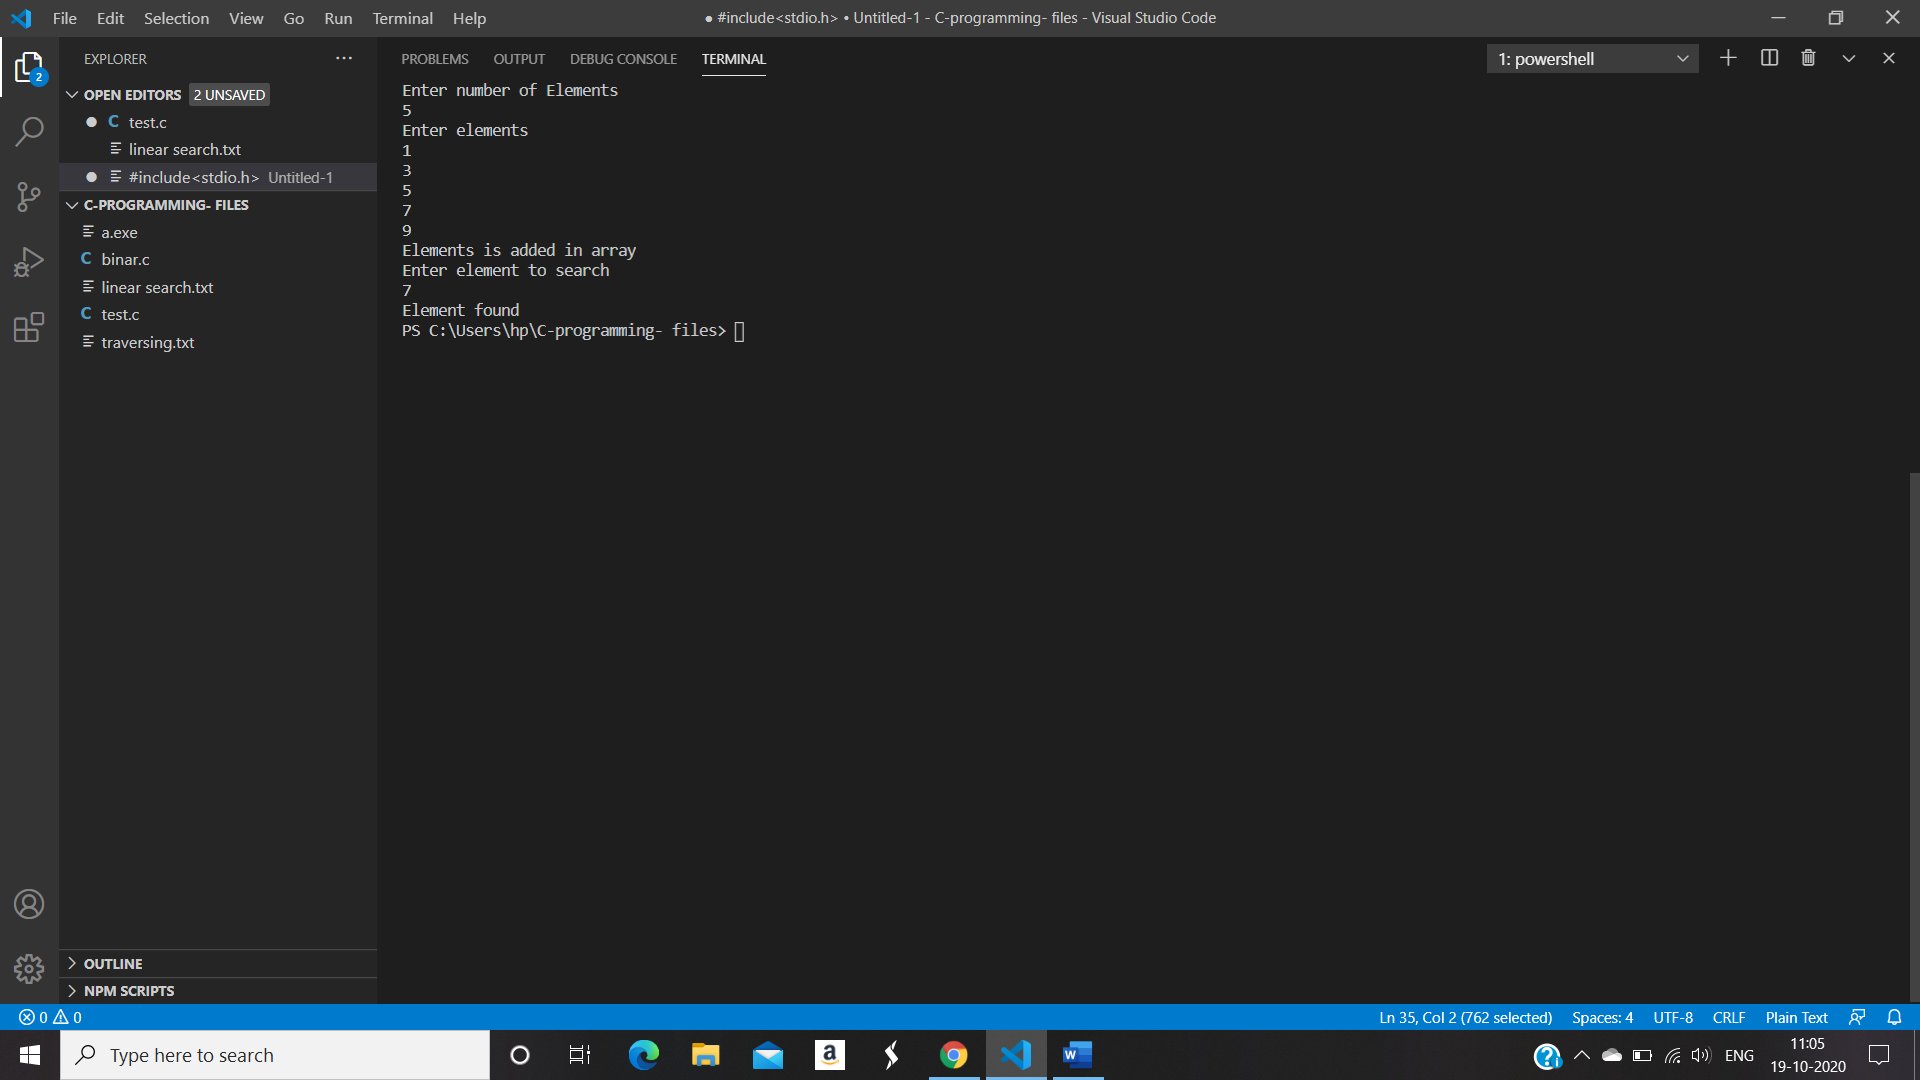 File Edit Selection View Go Run Terminal Help
● #include<stdio.h> • Untitled-1 - C-programming- files - Visual Studio Code
EXPLORER
2
OPEN EDITORS 2 UNSAVED
C test.c
linear search.txt
#include<stdio.h> Untitled-1
C-PROGRAMMING- FILES
a.exe
C binar.c
linear search.txt
C test.c
traversing.txt
OUTLINE
NPM SCRIPTS
PROBLEMS OUTPUT DEBUG CONSOLE TERMINAL
1: powershell
Enter number of Elements
5
Enter elements
1
3
5
7
9
Elements is added in array
Enter element to search
7
Element found
PS C:\Users\hp\C-programming- files>
0 0
Ln 35, Col 2 (762 selected) Spaces: 4 UTF-8 CRLF Plain Text
Type here to search
a
W
ENG
11:05
19-10-2020